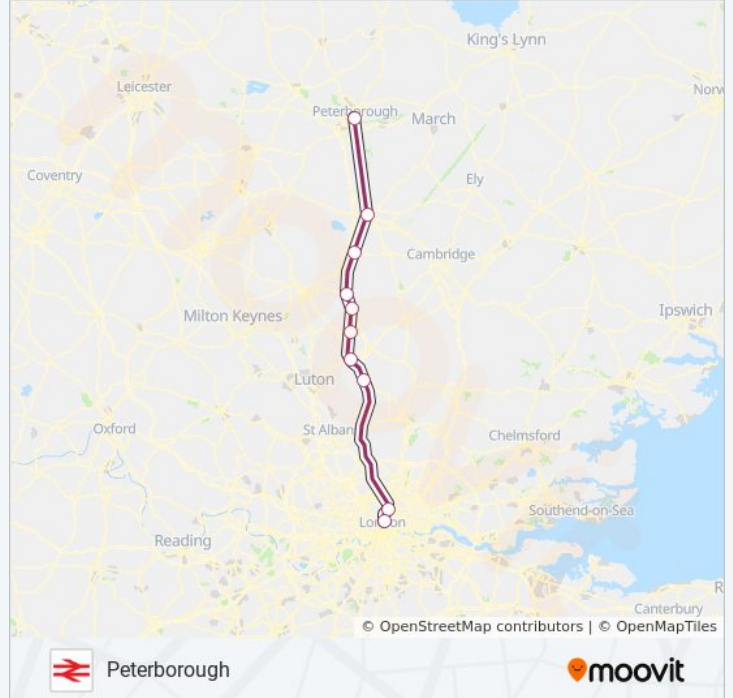 King's Lynn
Leicester
Norw
Peterborough
March
Coventry
Ely
Cambridge
Milton Keynes
Ipswich
Luton
Oxford
St Alban
Chelmsford
London
Southend-on-Sea
Reading
R
Canterbury
© OpenStreetMap contributors | © OpenMapTiles
Peterborough
moovit